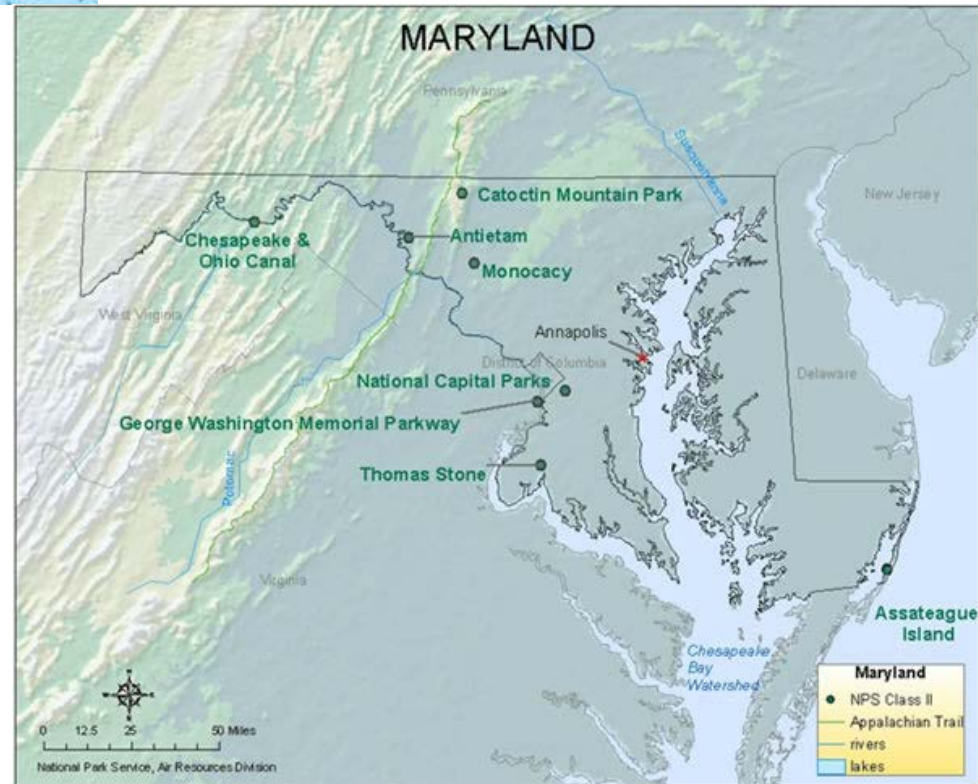 MARYLAND
Pennsylvania
Susquehanna
New Jersey
Catoctin Mountain Park
Chesapeake &
Ohio Canal
Antietam
Monocacy
West Virginia
Annapolis
District of Columbia
Delaware
National Capital Parks
George Washington Memorial Parkway
Thomas Stone
Potomac
Virginia
Assateague
Island
Chesapeake
Bay
Watershed
Maryland
NPS Class II
Appalachian Trail
rivers
lakes
0 12.5 25 50 Miles
National Park Service, Air Resources Division